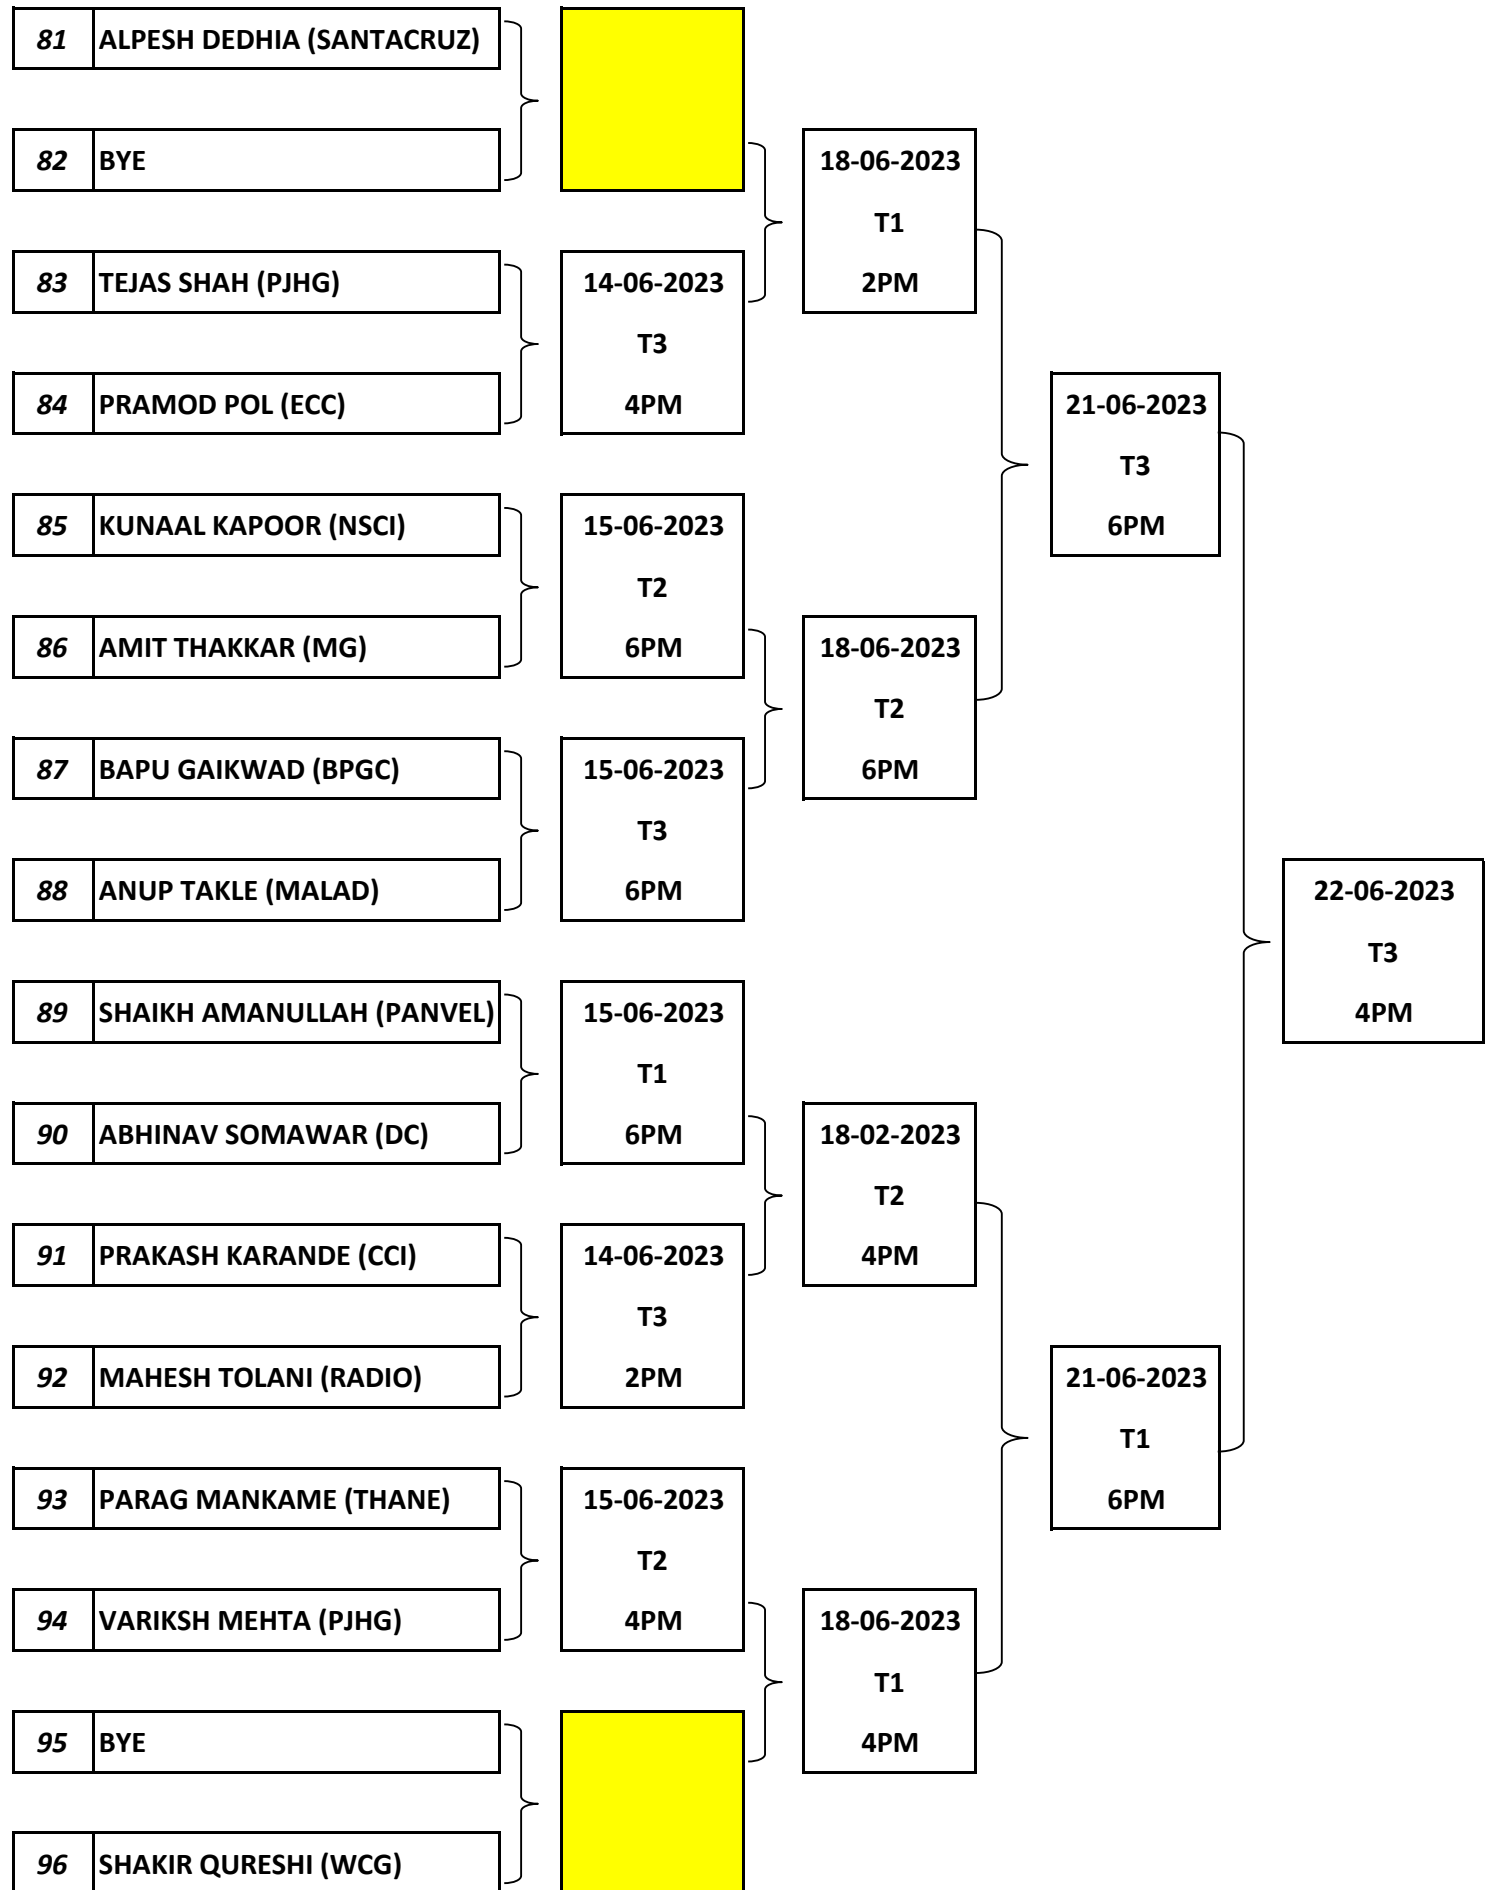 81 ALPESH DEDHIA (SANTACRUZ)
82 BYE
18-06-2023
T1
83 TEJAS SHAH (PJHG)
14-06-2023
2PM
T3
84 PRAMOD POL (ECC)
4PM
21-06-2023
T3
85 KUNAAL KAPOOR (NSCI)
15-06-2023
6PM
T2
86 AMIT THAKKAR (MG)
6PM
18-06-2023
T2
87 BAPU GAIKWAD (BPGC)
15-06-2023
6PM
T3
88 ANUP TAKLE (MALAD)
6PM
22-06-2023
T3
89 SHAIKH AMANULLAH (PANVEL)
15-06-2023
4PM
T1
90 ABHINAV SOMAWAR (DC)
6PM
18-02-2023
T2
91 PRAKASH KARANDE (CCI)
14-06-2023
4PM
T3
92 MAHESH TOLANI (RADIO)
2PM
21-06-2023
T1
93 PARAG MANKAME (THANE)
15-06-2023
6PM
T2
94 VARIKSH MEHTA (PJHG)
4PM
18-06-2023
T1
95 BYE
4PM
96 SHAKIR QURESHI (WCG)